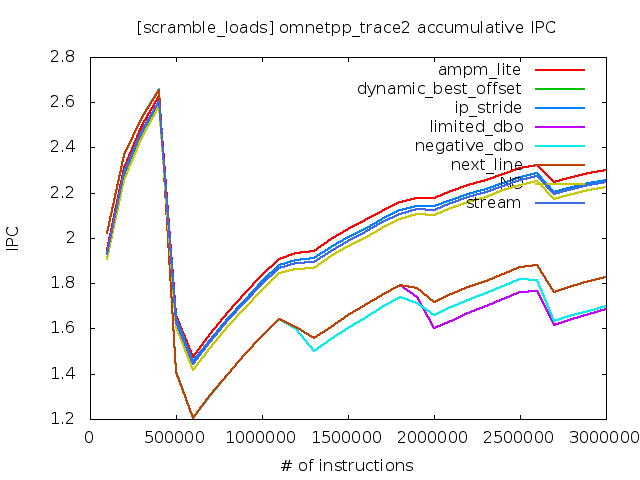 [scramble_loads] omnetpp_trace2 accumulative IPC
2.8
2.6
2.4
2.2
2
1.8
1.6
1.4
1.2
IPC
ampm_lite
dynamic_best_offset
ip_stride
limited_dbo
negative_dbo
next_line
NO
stream
0 500000 1000000 1500000 2000000 2500000 3000000
# of instructions